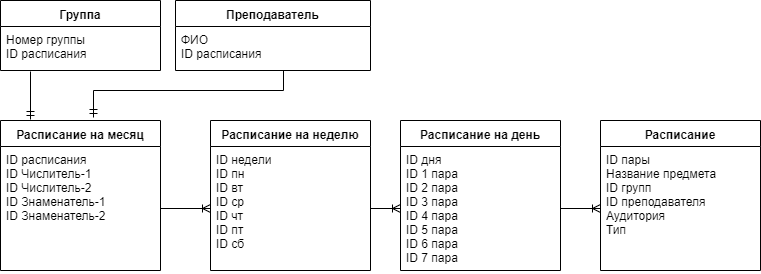 Группа
Номер группы
ID расписания
Преподаватель
ФИО
ID расписания
Расписание на месяц
ID расписания
ID Числитель-1
ID Числитель-2
ID Знаменатель-1
ID Знаменатель-2
Расписание на неделю
ID недели
ID пн
ID вт
ID ср
ID чт
ID пт
ID сб
Расписание на день
ID дня
ID 1 пара
ID 2 пара
ID 3 пара
ID 4 пара
ID 5 пара
ID 6 пара
ID 7 пара
Расписание
ID пары
Название предмета
ID групп
ID преподавателя
Аудитория
Тип